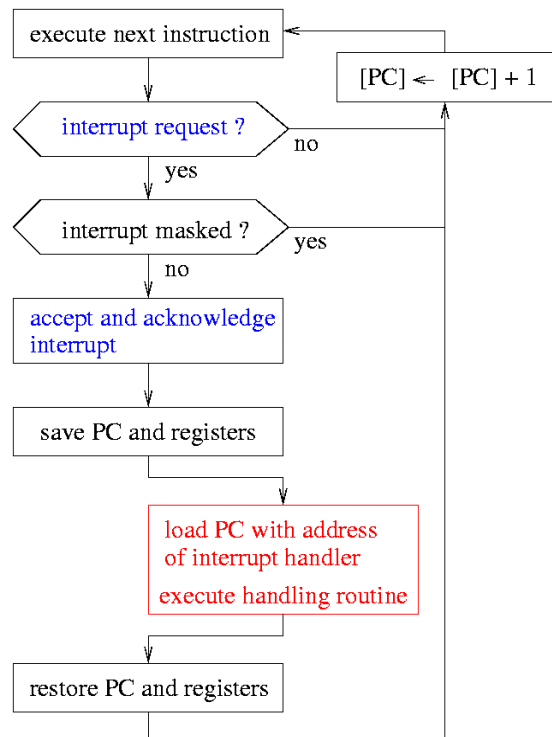 execute next instruction
[PC] ← [PC] + 1
interrupt request ?
no
yes
interrupt masked ?
yes
no
accept and acknowledge
interrupt
save PC and registers
load PC with address
of interrupt handler
execute handling routine
restore PC and registers